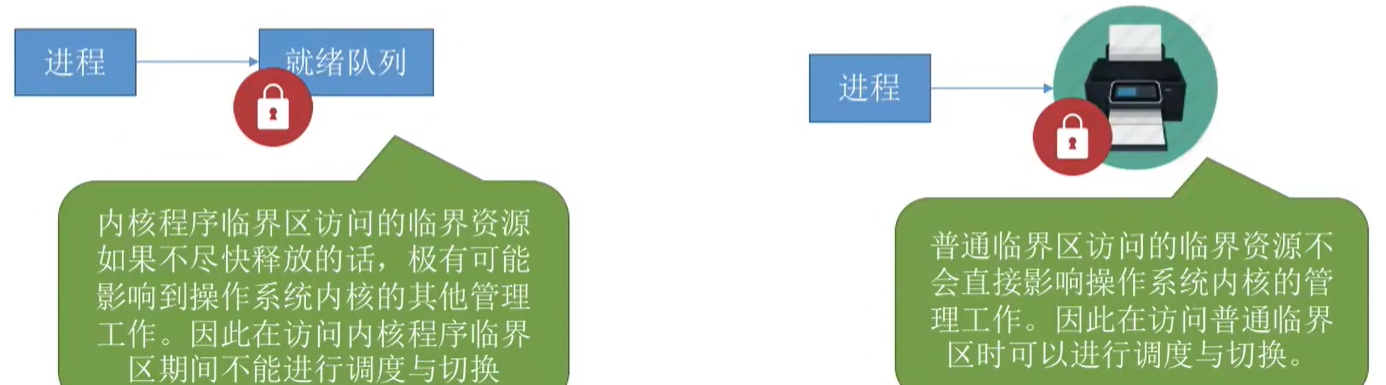 进程
就绪队列
内核程序临界区访问的临界资源
如果不尽快释放的话，极有可能
影响到操作系统内核的其他管理
工作。因此在访问内核程序临界
区期间不能进行调度与切换
进程
普通临界区访问的临界资源不
会直接影响操作系统内核的管
理工作。因此在访问普通临界
区时可以进行调度与切换。